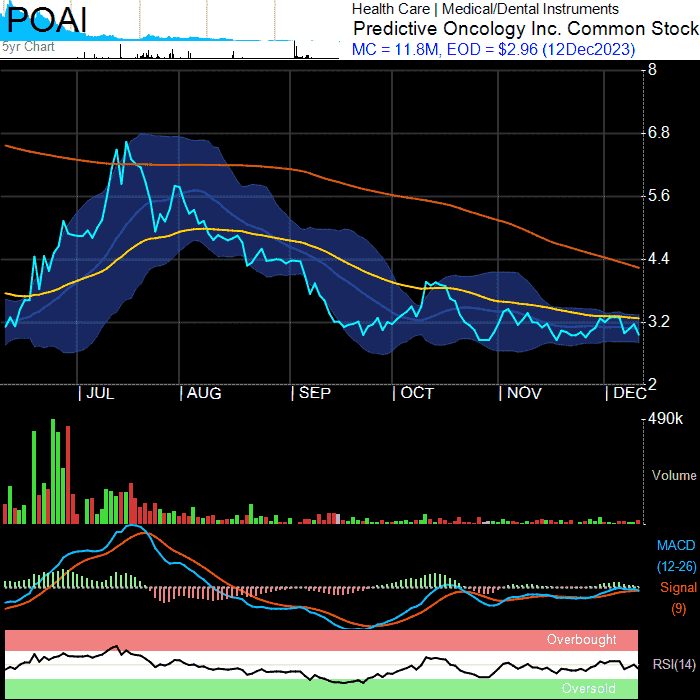 POAI
Health Care | Medical/Dental Instruments
Predictive Oncology Inc. Common Stock
5yr Chart
MC = 11.8M, EOD = $2.96 (12Dec2023)
8
6.8
5.6
4.4
3.2
2
| JUL | AUG | SEP | OCT | NOV | DEC
490k
Volume
MACD
(12-26)
Signal
(9)
Overbought
RSI(14)
Oversold